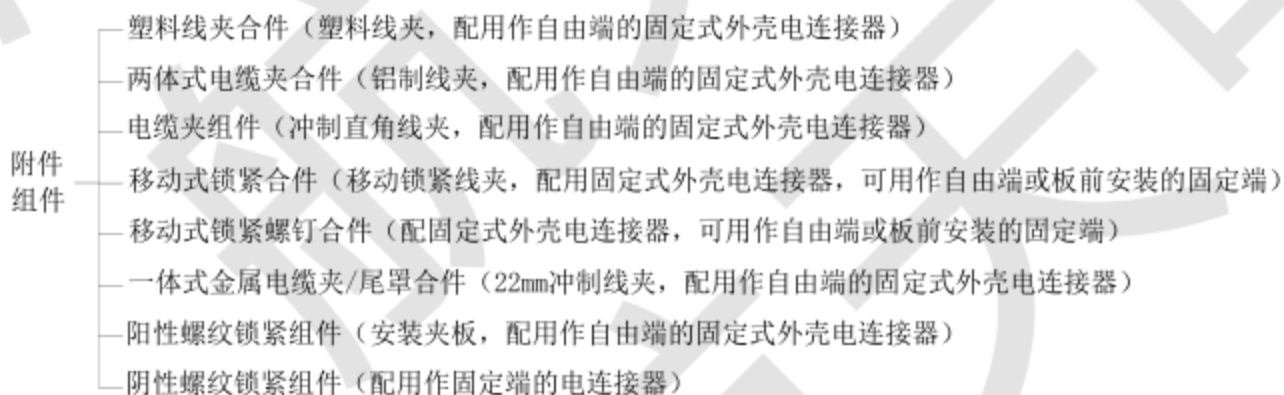 塑料线夹合件（塑料线夹，配用作自由端的固定式外壳电连接器）
两体式电缆夹合件（铝制线夹，配用作自由端的固定式外壳电连接器）
电缆夹组件（冲制直角线夹，配用作自由端的固定式外壳电连接器）
附件
组件
移动式锁紧合件（移动锁紧线夹，配用固定式外壳电连接器，可用作自由端或板前安装的固定端）
移动式锁紧螺钉合件（配固定式外壳电连接器，可用作自由端或板前安装的固定端）
一体式金属电缆夹/尾罩合件（22mm冲制线夹，配用作自由端的固定式外壳电连接器）
阳性螺纹锁紧组件（安装夹板，配用作自由端的固定式外壳电连接器）
阴性螺纹锁紧组件（配用作固定端的电连接器）